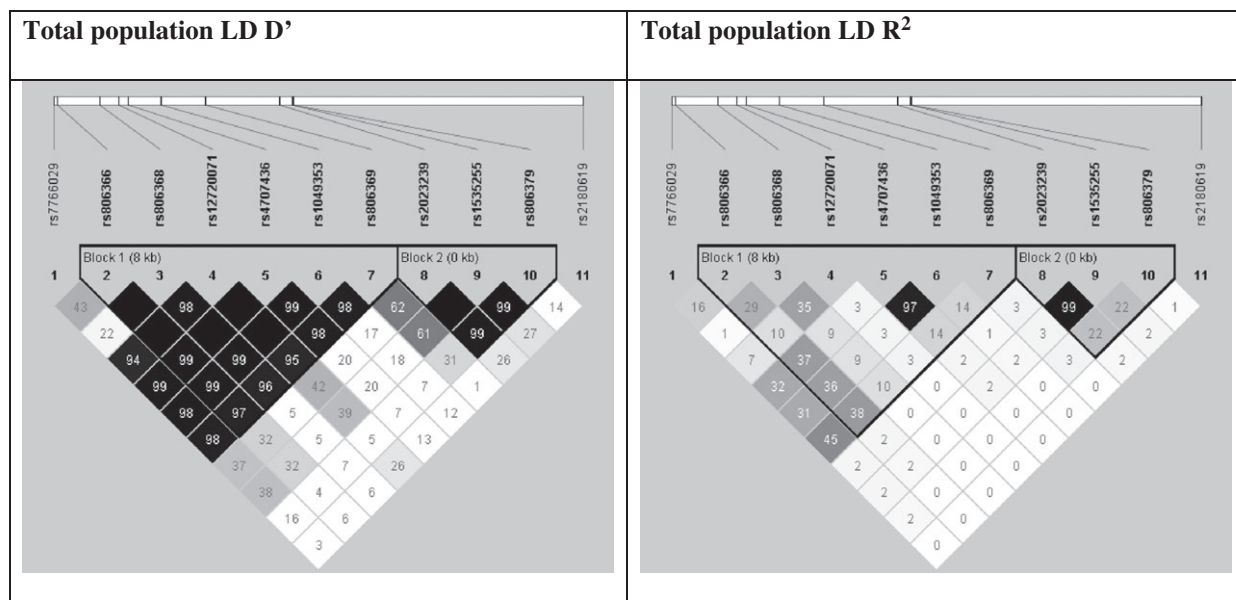 Total population LD D’
rs7766029
rs806366
rs806368
rs12720071
rs4707436
rs1049353
rs806369
rs2023239
rs1535255
rs806379
rs2180619
Block 1 (8 kb) Block 2 (0 kb)
1 2 3 4 5 6 7 8 9 10 11
43 98 99 98 62 99 14
22 98 17 61 99 27
94 99 99 95 20 18 31 26
99 99 96 42 20 7 1
98 97 5 39 7 12
98 32 5 5 13
37 32 7 26
38 4 6
16 6
3
Total population LD R²
rs7766029
rs806366
rs806368
rs12720071
rs4707436
rs1049353
rs806369
rs2023239
rs1535255
rs806379
rs2180619
Block 1 (8 kb) Block 2 (0 kb)
1 2 3 4 5 6 7 8 9 10 11
16 29 35 3 97 14 3 99 22 1
1 10 9 3 14 1 3 22 2
7 37 9 3 2 2 3 2
32 36 10 0 2 0 0
31 38 0 0 0 0
45 2 0 0 0
2 2 0 0
2 0 0
2 0
0